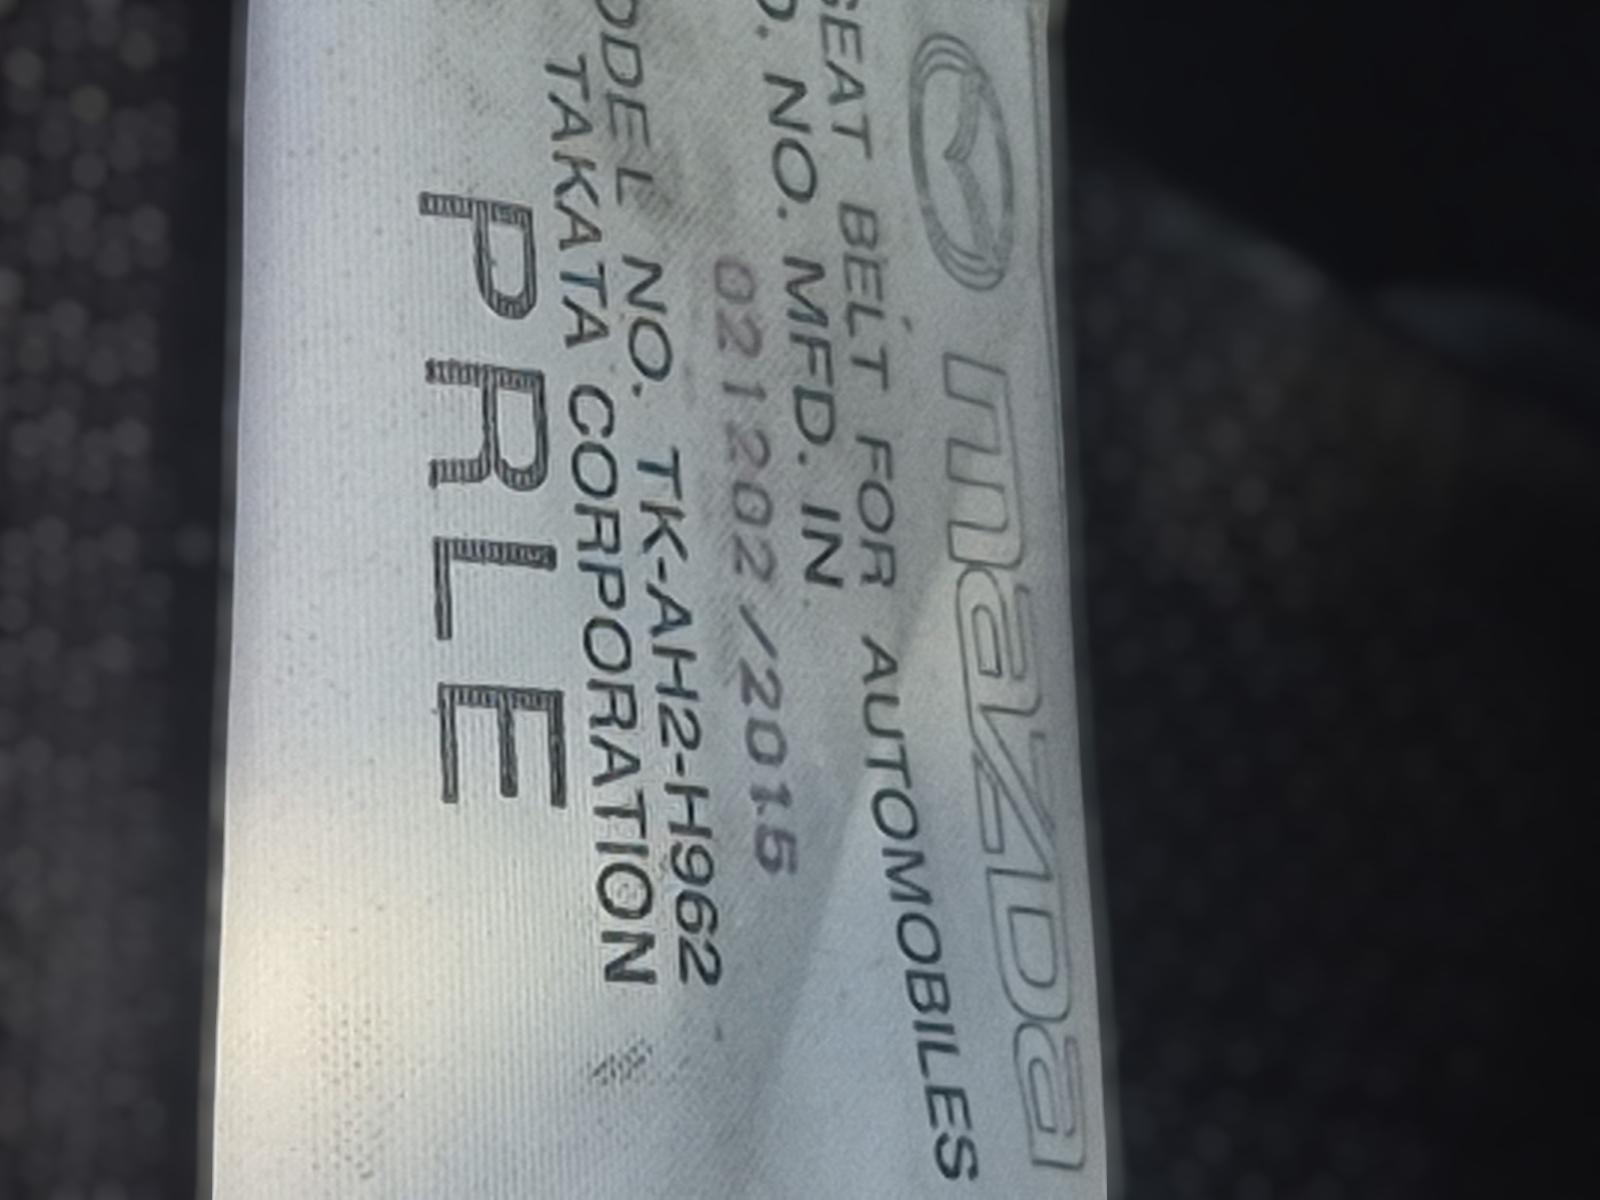 mazda
SEAT BELT FOR AUTOMOBILES
D. NO. MFD. IN
021202/2015
ODEL NO. TK-AH2-H962
TAKATA CORPORATION
PRLE